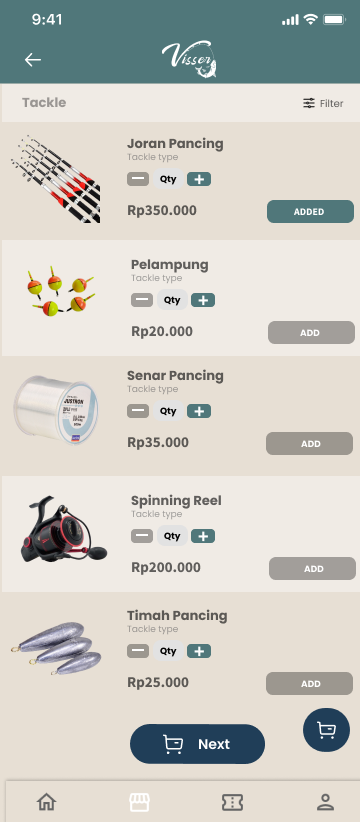 9:41
Visser
Tackle
Filter
Joran Pancing
Tackle type
Qty
Rp350.000
ADDED
Pelampung
Tackle type
Qty
Rp20.000
ADD
Senar Pancing
Tackle type
JUSTRON
Qty
Rp35.000
ADD
Spinning Reel
Tackle type
Qty
Rp200.000
ADD
Timah Pancing
Tackle type
Qty
Rp25.000
ADD
Next